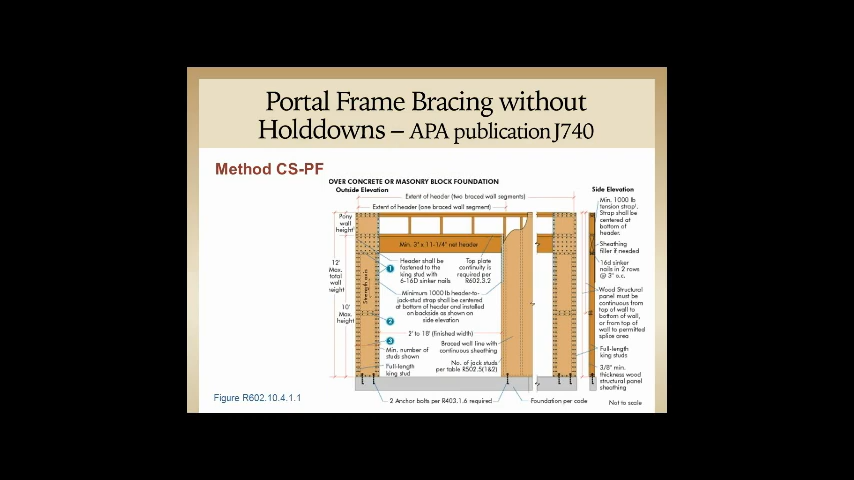 Portal Frame Bracing without
Holddowns – APA publication J740
Method CS-PF
OVER CONCRETE OR MASONRY BLOCK FOUNDATION
Outside Elevation
Side Elevation
Extent of header (two braced wall segments)
Extent of header (one braced wall segment)
Pony
wall
height
Min. 3" x 11-1/4" net header
12'
Max.
total
wall
height
10'
Max.
height
Strength axis
1
Header shall be
fastened to the
king stud with
6-16D sinker nails
Top plate
continuity is
required per
R602.3.2
Minimum 1000 lb header-to-
jack-stud strap shall be centered
at bottom of header and installed
on backside as shown on
side elevation
2
2' to 18' (finished width)
3
Min. number of
studs shown
Full-length
king stud
Braced wall line with
continuous sheathing
No. of jack studs
per table R502.5(1&2)
Min. 1000 lb
tension strap¹.
Strap shall be
centered at
bottom of
header.
Sheathing
filler if needed
16d sinker
nails in 2 rows
@ 3" o.c.
Wood Structural
panel must be
continuous from
top of wall to
bottom of wall,
or from top of
wall to permitted
splice area
Full-length
king studs
3/8" min.
thickness wood
structural panel
sheathing
2 Anchor bolts per R403.1.6 required
Foundation per code
Not to scale
Figure R602.10.4.1.1